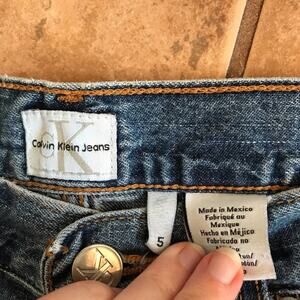 CK
Calvin Klein Jeans
5
Made in Mexico
Fabriqué au
Mexique
Hecho en Méjico
Fabricado no